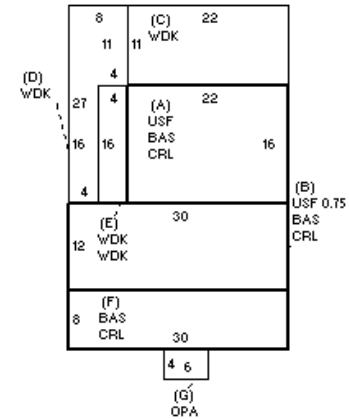 8
(C)
22
WDK
11
11
4
(D)
WDK
4
22
27
(A)
USF
BAS
CRL
16
16
16
4
(B)
USF 0.75
BAS
CRL
30
(E)
WDK
WDK
12
(F)
BAS
CRL
8
30
4
6
(G)
OPA